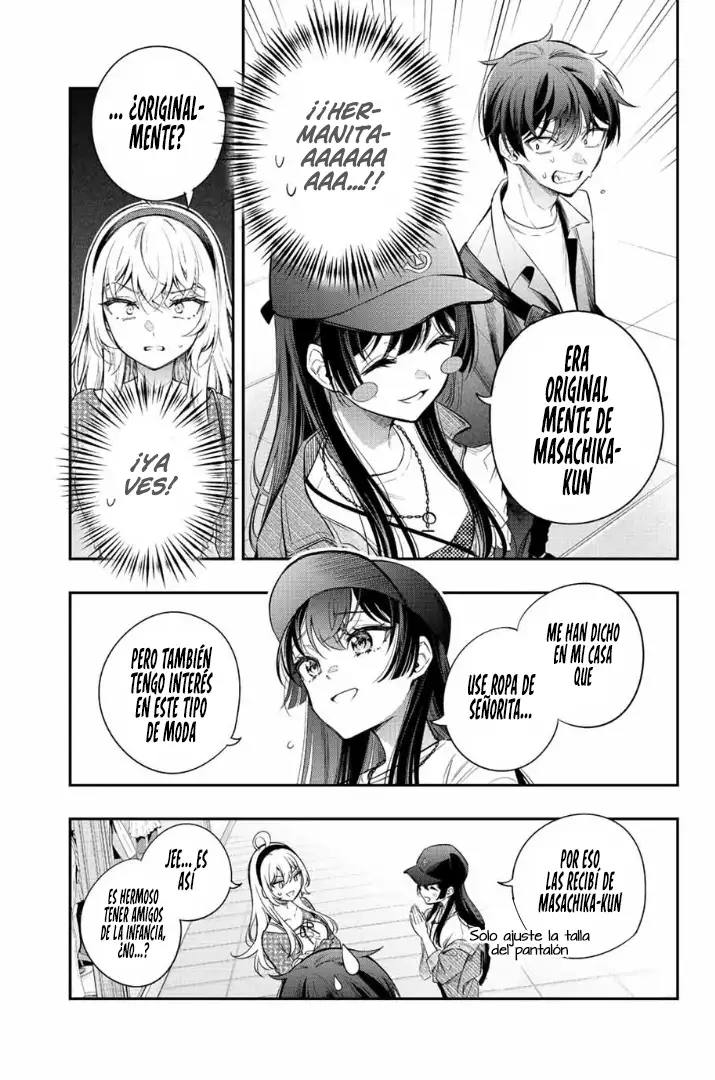 ERA
ORIGINAL
MENTE DE
MASACHIKA-
KUN
¡¡HER-
MANITA-
AAAAAA
AAA...!!
... ¿ORIGINAL-
MENTE?
¡YA
VES!
ME HAN DICHO
EN MI CASA QUE
USE ROPA DE
SEÑORITA...
PERO TAMBIÉN
TENGO INTERÉS
EN ESTE TIPO
DE MODA
POR ESO,
LAS RECIBÍ DE
MASACHIKA-KUN
Solo ajuste la talla
del pantalón
JEE... ES
ASÍ
ES HERMOSO
TENER AMIGOS
DE LA INFANCIA,
¿NO...?